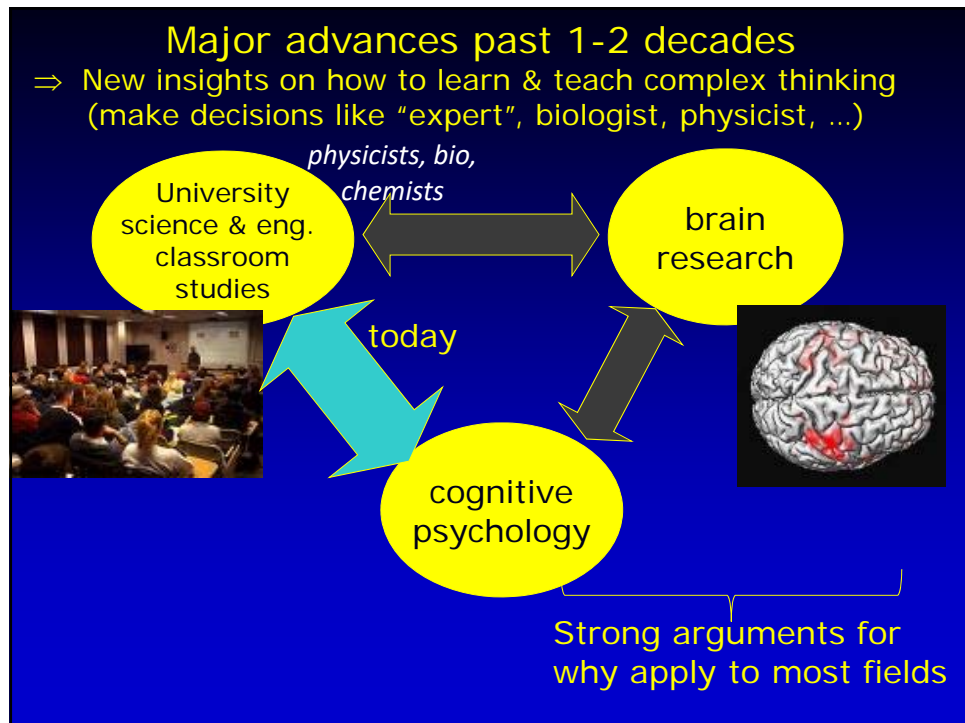 Major advances past 1-2 decades
⇒ New insights on how to learn & teach complex thinking
(make decisions like “expert”, biologist, physicist, ...)
physicists, bio,
chemists
University
science & eng.
classroom
studies
brain
research
today
cognitive
psychology
Strong arguments for
why apply to most fields